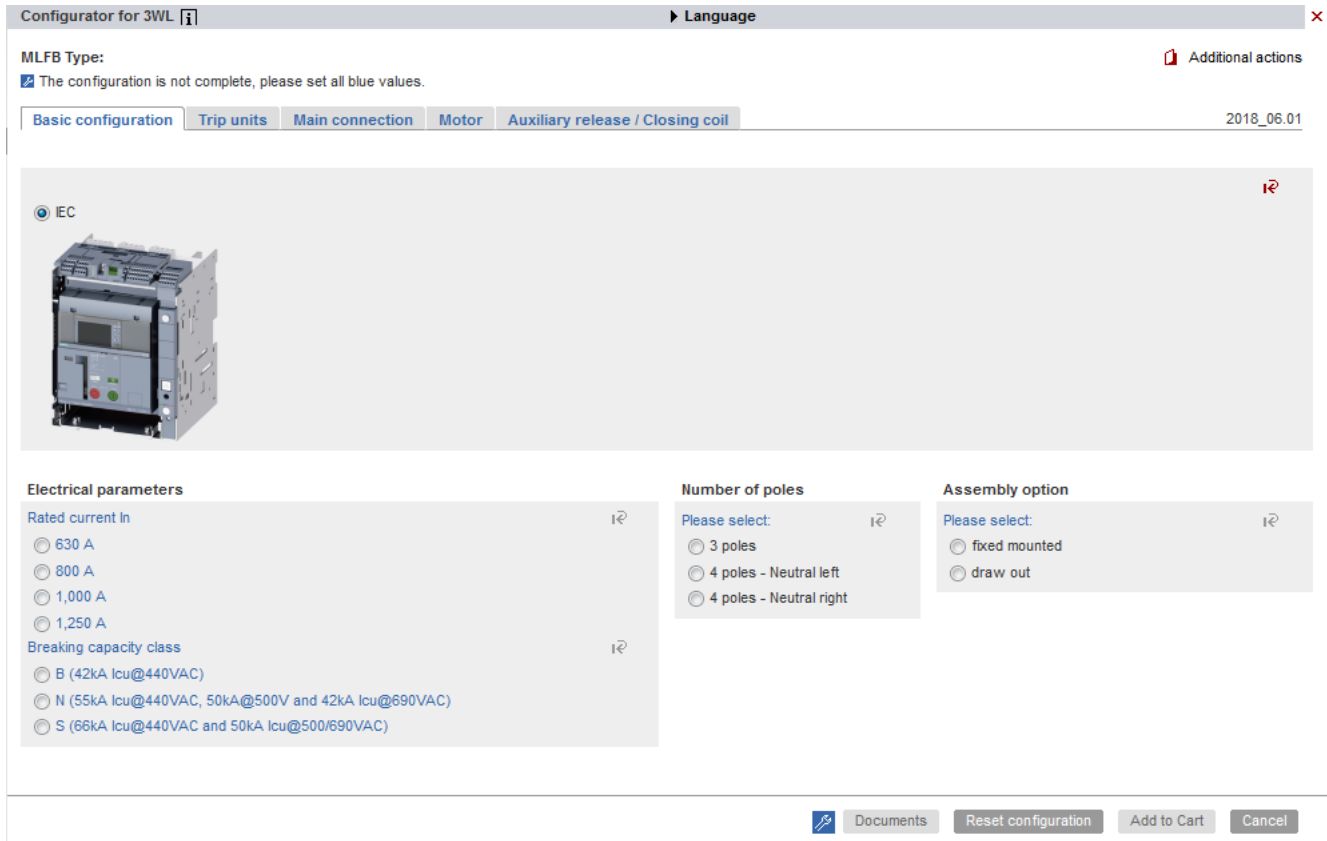 Configurator for 3WL i
Language
MLFB Type:
Additional actions
The configuration is not complete, please set all blue values.
Basic configuration Trip units Main connection Motor Auxiliary release / Closing coil
2018_06.01
IEC
Electrical parameters
Rated current In
630 A
800 A
1,000 A
1,250 A
Breaking capacity class
B (42kA Icu@440VAC)
N (55kA Icu@440VAC, 50kA@500V and 42kA Icu@690VAC)
S (66kA Icu@440VAC and 50kA Icu@500/690VAC)
Number of poles
Please select:
3 poles
4 poles - Neutral left
4 poles - Neutral right
Assembly option
Please select:
fixed mounted
draw out
Documents Reset configuration Add to Cart Cancel